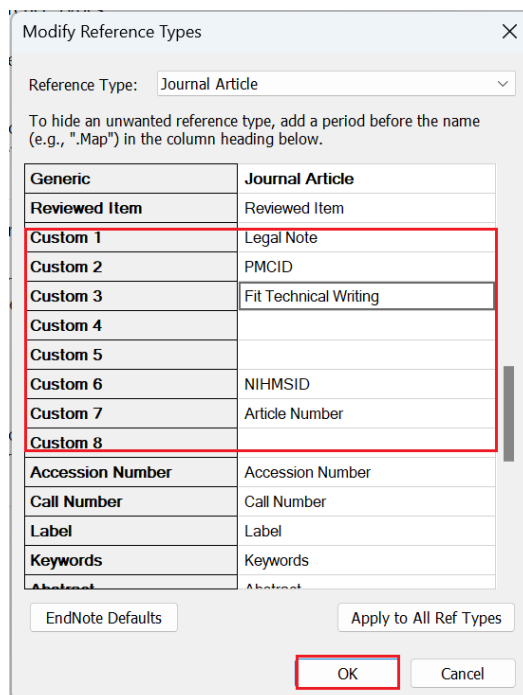 Modify Reference Types
Reference Type: Journal Article
To hide an unwanted reference type, add a period before the name
(e.g., ".Map") in the column heading below.
Generic Journal Article
Reviewed Item Reviewed Item
Custom 1 Legal Note
Custom 2 PMCID
Custom 3 Fit Technical Writing
Custom 4
Custom 5
Custom 6 NIHMSID
Custom 7 Article Number
Custom 8
Accession Number Accession Number
Call Number Call Number
Label Label
Keywords Keywords
Abstract Abstract
EndNote Defaults Apply to All Ref Types
OK Cancel